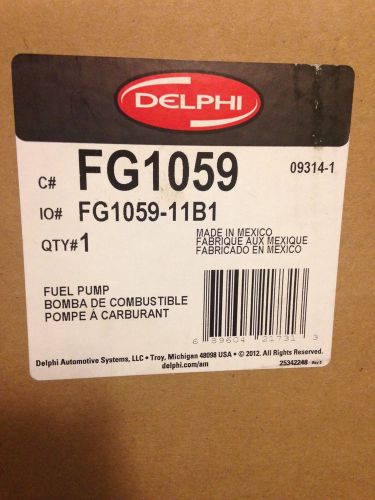 DELPHI
C# FG1059 09314-1
IO# FG1059-11B1
QTY# 1
MADE IN MEXICO
FABRIQUE AUX MEXIQUE
FABRICADO EN MEXICO
FUEL PUMP
BOMBA DE COMBUSTIBLE
POMPE À CARBURANT
6 89604 21731 3
Delphi Automotive Systems, LLC • Troy, Michigan 48098 USA • © 2012. All Rights Reserved.
delphi.com/am
25342248